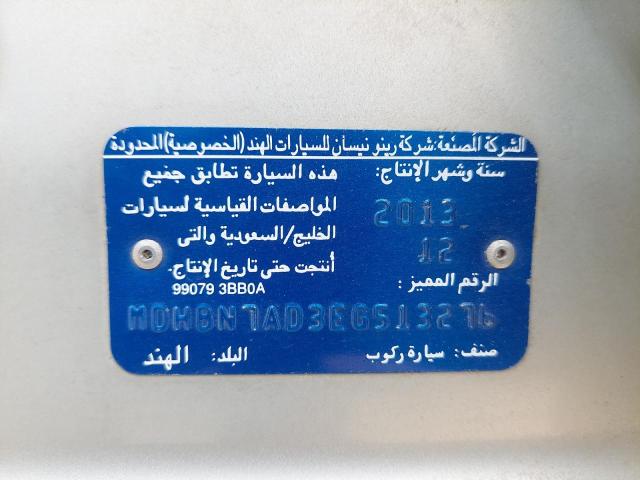 الشركة المصنعة: شركة رينو نيسان للسيارات الهند (الخصوصية) المحدودة
سنة وشهر الإنتاج:
2013
12
هذه السيارة تطابق جميع
المواصفات القياسية لسيارات
الخليج/السعودية والتى
أنتجت حتى تاريخ الإنتاج.
الرقم المميز:
99079 3BB0A
MDHBN7AD3EG513276
صنف: سيارة ركوب
البلد: الهند